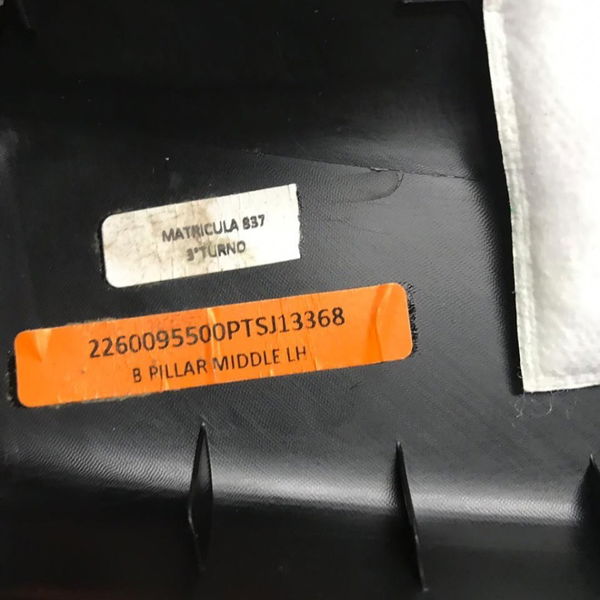 MATRICULA 837
3°TURNO
2260095500PTSJ13368
B PILLAR MIDDLE LH